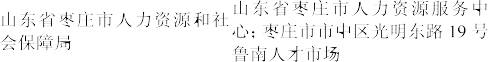 山东省枣庄市人力资源和社
会保障局
山东省枣庄市人力资源服务中
心；枣庄市市中区光明东路 19 号
鲁南人才市场